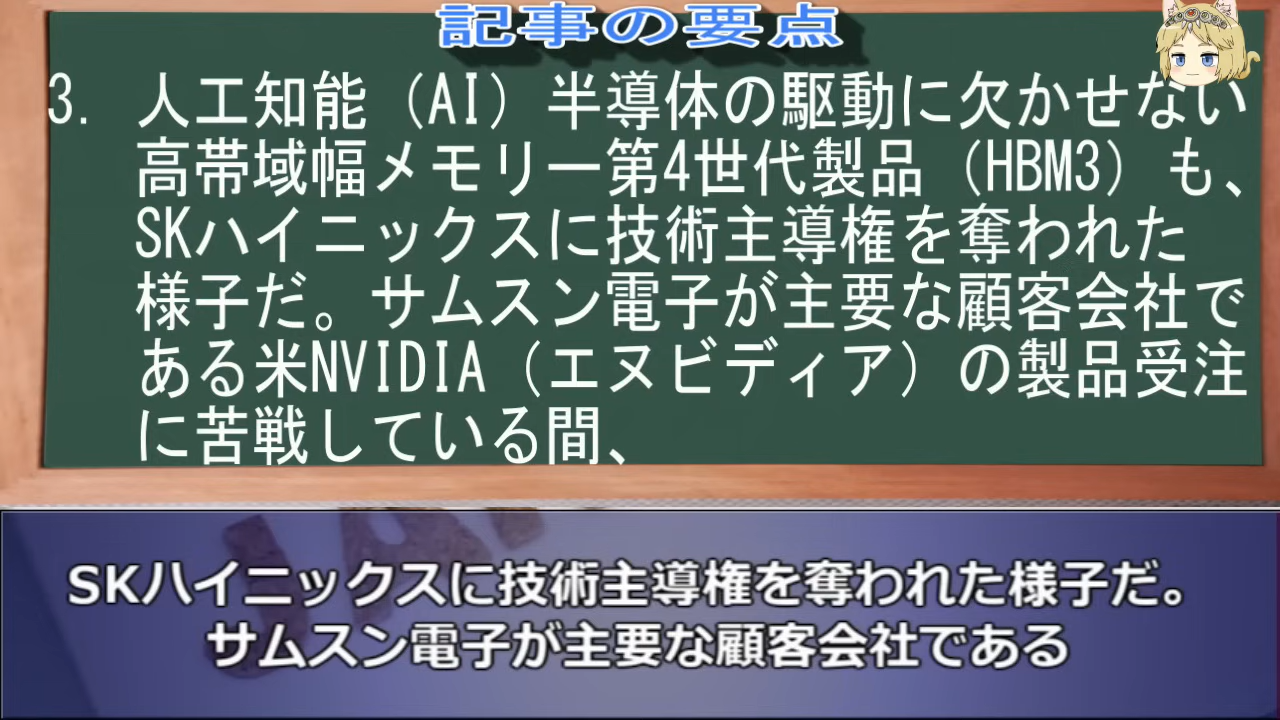 記事の要点
3. 人工知能（AI）半導体の駆動に欠かせない
高帯域幅メモリー第4世代製品（HBM3）も、
SKハイニックスに技術主導権を奪われた
様子だ。サムスン電子が主要な顧客会社で
ある米NVIDIA（エヌビディア）の製品受注
に苦戦している間、
SKハイニックスに技術主導権を奪われた様子だ。
サムスン電子が主要な顧客会社である